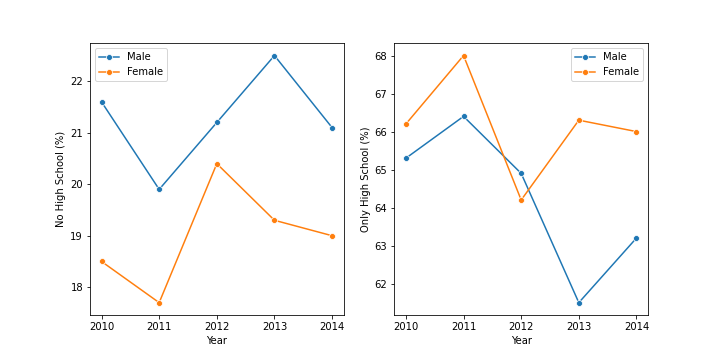 Male
Female
22
21
20
19
18
No High School (%)
2010 2011 2012 2013 2014
Year
Male
Female
68
67
66
65
64
63
62
Only High School (%)
2010 2011 2012 2013 2014
Year